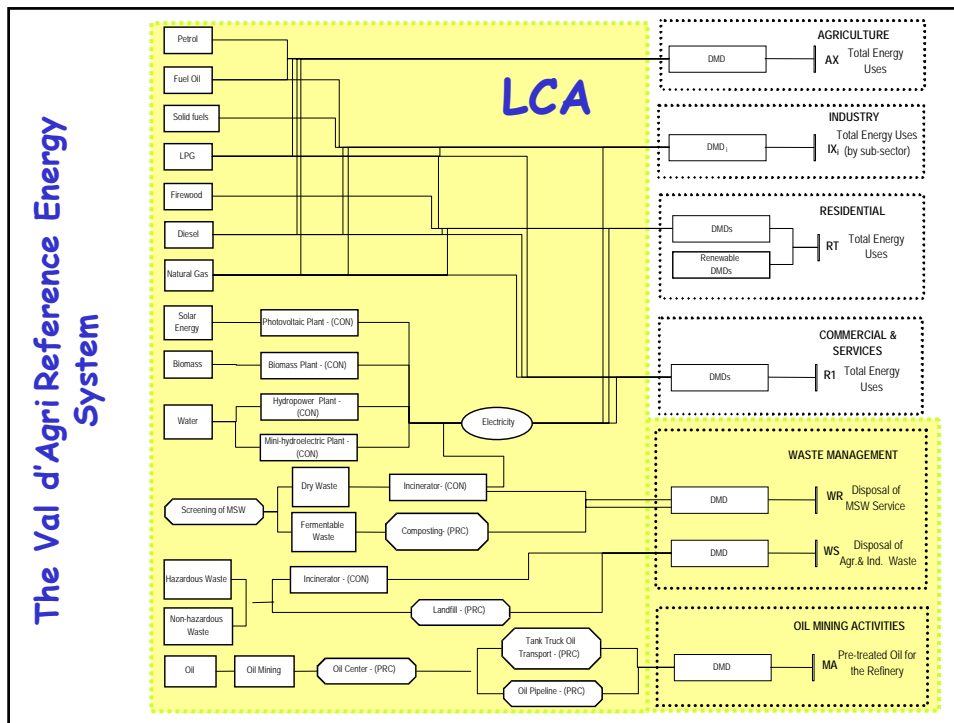 The Val d'Agri Reference Energy
System
LCA
Petrol
Fuel Oil
Solid fuels
LPG
Firewood
Diesel
Natural Gas
Solar
Energy
Photovoltaic Plant - (CON)
Biomass
Biomass Plant - (CON)
Water
Hydropower Plant -
(CON)
Mini-hydroelectric Plant -
(CON)
Electricity
Screening of MSW
Dry Waste
Incinerator- (CON)
Fermentable
Waste
Composting- (PRC)
Hazardous Waste
Non-hazardous
Waste
Incinerator - (CON)
Landfill - (PRC)
Oil
Oil Mining
Oil Center - (PRC)
Tank Truck Oil
Transport - (PRC)
Oil Pipeline - (PRC)
AGRICULTURE
DMD
AX
Total Energy
Uses
INDUSTRY
DMDi
IXi
Total Energy Uses
(by sub-sector)
RESIDENTIAL
DMDs
Renewable
DMDs
RT
Total Energy
Uses
COMMERCIAL &
SERVICES
DMDs
R1
Total Energy
Uses
WASTE MANAGEMENT
DMD
WR
Disposal of
MSW Service
DMD
WS
Disposal of
Agr.& Ind. Waste
OIL MINING ACTIVITIES
DMD
MA
Pre-treated Oil for
the Refinery